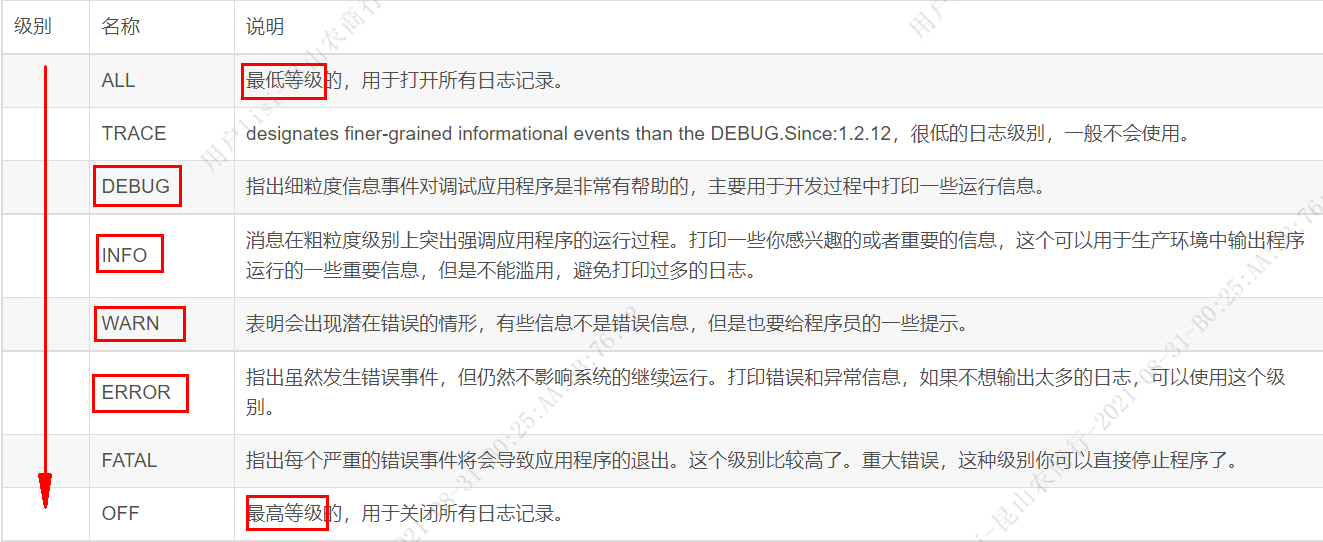 级别 名称 说明
ALL 最低等级的，用于打开所有日志记录。
TRACE designates finer-grained informational events than the DEBUG.Since:1.2.12，很低的日志级别，一般不会使用。
DEBUG 指出细粒度信息事件对调试应用程序是非常有帮助的，主要用于开发过程中打印一些运行信息。
INFO 消息在粗粒度级别上突出强调应用程序的运行过程。打印一些你感兴趣的或者重要的信息，这个可以用于生产环境中输出程序
运行的一些重要信息，但是不能滥用，避免打印过多的日志。
WARN 表明会出现潜在错误的情形，有些信息不是错误信息，但是也要给程序员的一些提示。
ERROR 指出虽然发生错误事件，但仍然不影响系统的继续运行。打印错误和异常信息，如果不想输出太多的日志，可以使用这个级
别。
FATAL 指出每个严重的错误事件将会导致应用程序的退出。这个级别比较高了。重大错误，这种级别你可以直接停止程序了。
OFF 最高等级的，用于关闭所有日志记录。